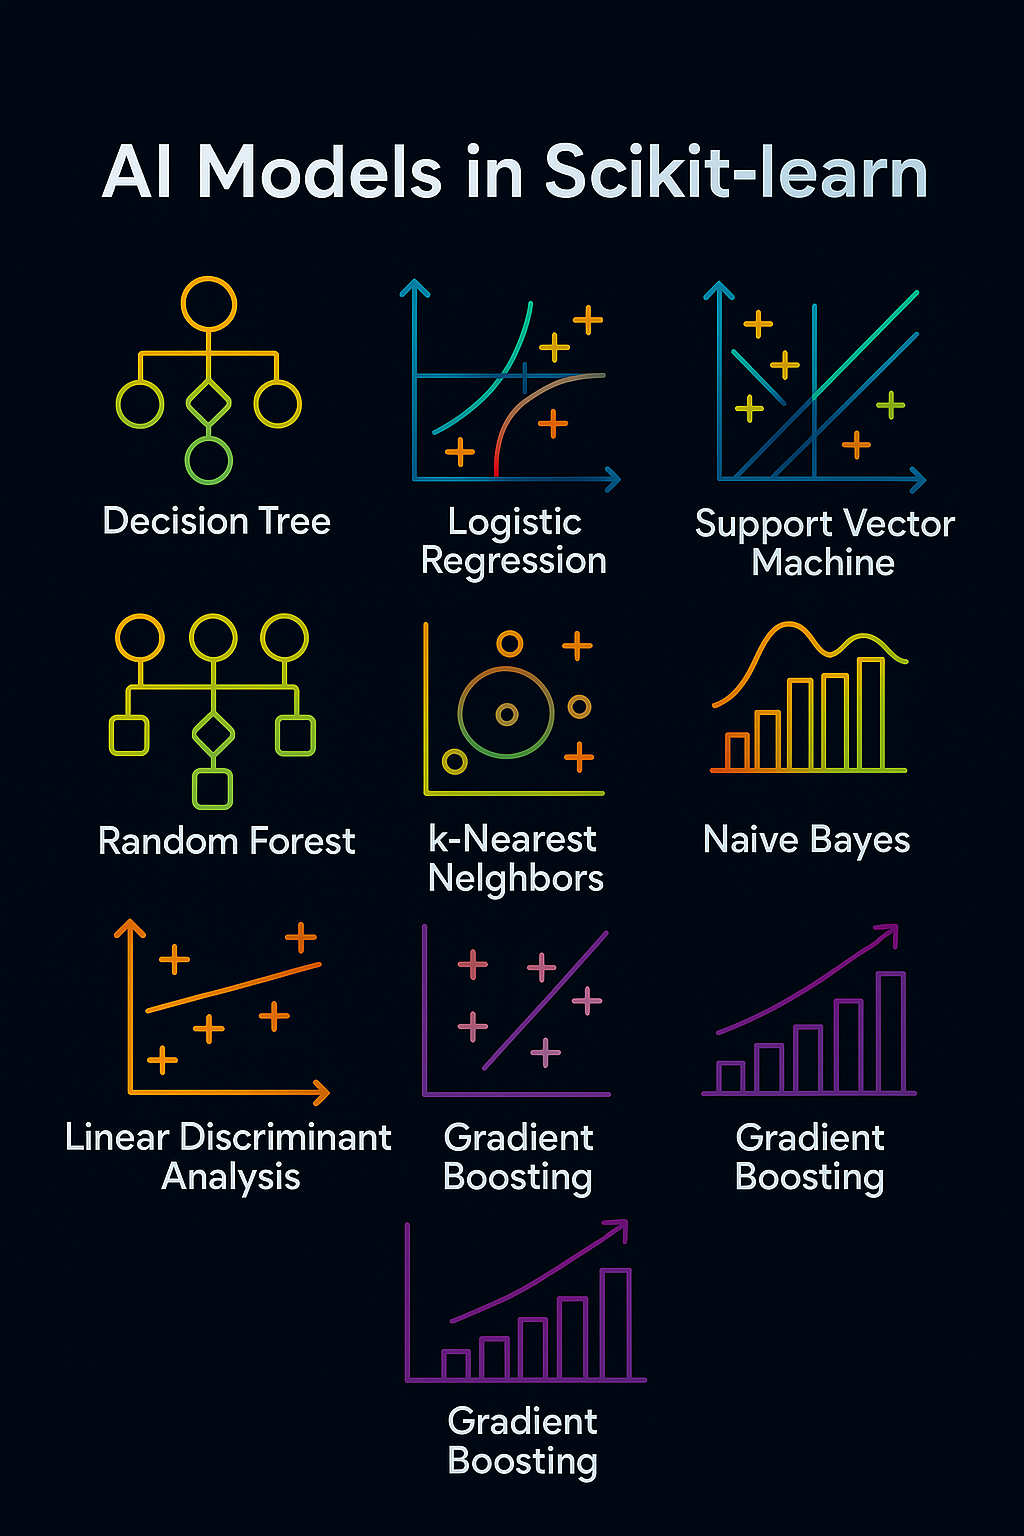 AI Models in Scikit-learn
Decision Tree
Logistic
Regression
Support Vector
Machine
Random Forest
k-Nearest
Nelghbors
Naive Bayes
Linear Discriminant
Analysis
Gradient
Boosting
Gradient
Boosting
Gradient
Boosting